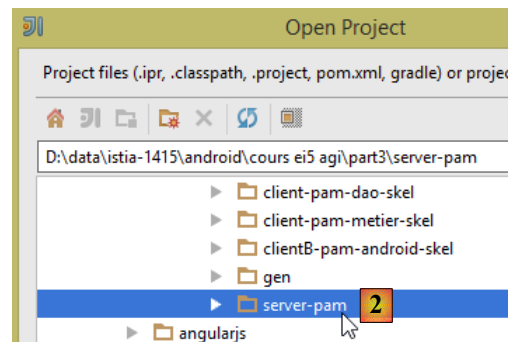 Open Project
Project files (.ipr, .classpath, .project, pom.xml, gradle) or projec
D:\data\istia-1415\android\cours ei5 agi\part3\server-pam
client-pam-dao-skel
client-pam-metier-skel
clientB-pam-android-skel
gen
server-pam 2
angularjs